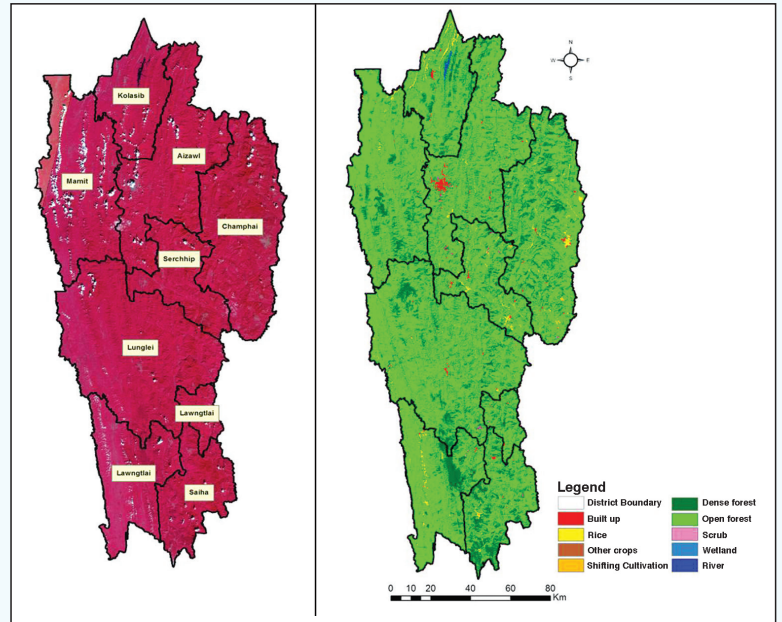 Kolasib
Aizawl
Mamit
Champhai
Serchhip
Lunglei
Lawngtlai
Lawngtlai
Saiha
N
W E
S
Legend
District Boundary
Built up
Rice
Other crops
Shifting Cultivation
Dense forest
Open forest
Scrub
Welland
River
0 10 20 40 60 80
Km